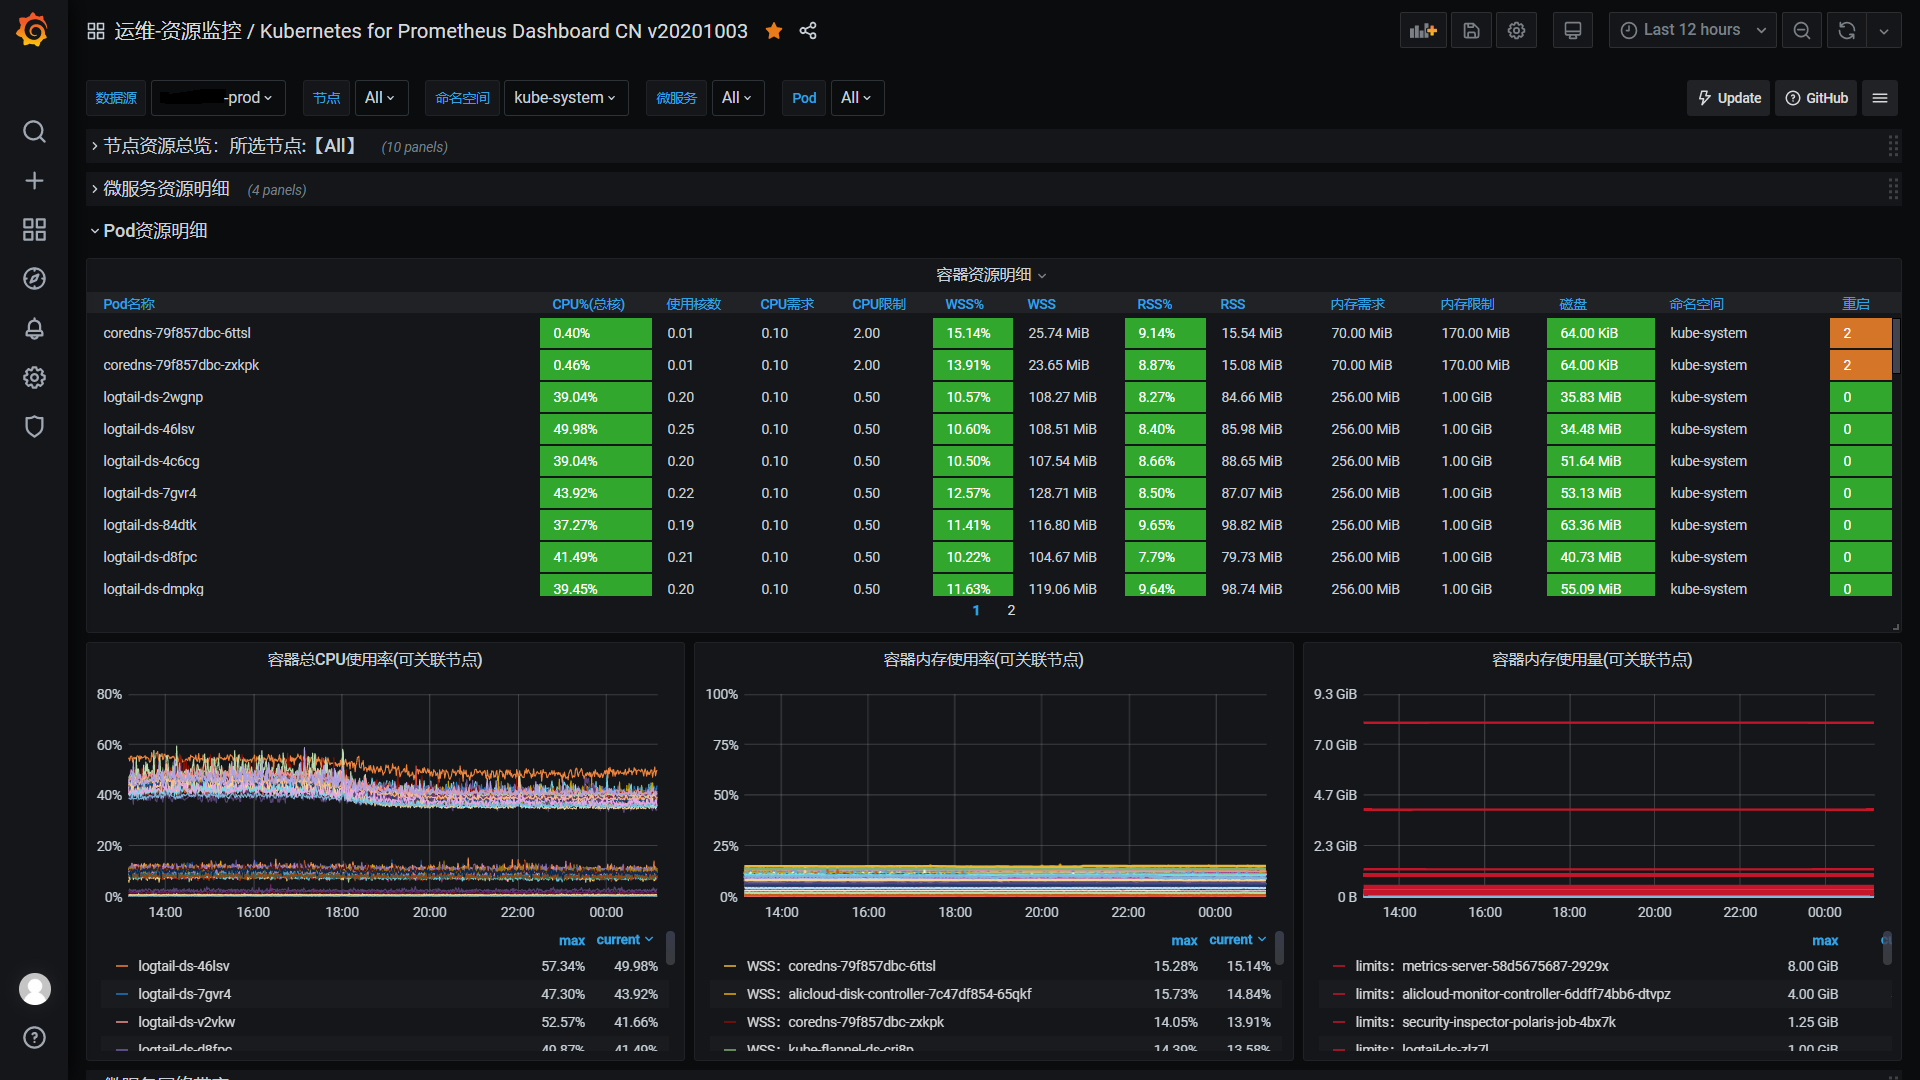 运维-资源监控 / Kubernetes for Prometheus Dashboard CN v20201003
Last 12 hours
数据源 -prod 节点 All 命名空间 kube-system 微服务 All Pod All
Update GitHub
节点资源总览：所选节点:【All】 (10 panels)
微服务资源明细 (4 panels)
Pod资源明细
容器资源明细
Pod名称 CPU%(总核) 使用核数 CPU需求 CPU限制 WSS% WSS RSS% RSS 内存需求 内存限制 磁盘 命名空间 重启
coredns-79f857dbc-6ttsl 0.40% 0.01 0.10 2.00 15.14% 25.74 MiB 9.14% 15.54 MiB 70.00 MiB 170.00 MiB 64.00 KiB kube-system 2
coredns-79f857dbc-zxkpk 0.46% 0.01 0.10 2.00 13.91% 23.65 MiB 8.87% 15.08 MiB 70.00 MiB 170.00 MiB 64.00 KiB kube-system 2
logtail-ds-2wgnp 39.04% 0.20 0.10 0.50 10.57% 108.27 MiB 8.27% 84.66 MiB 256.00 MiB 1.00 GiB 35.83 MiB kube-system 0
logtail-ds-46lsv 49.98% 0.25 0.10 0.50 10.60% 108.51 MiB 8.40% 85.98 MiB 256.00 MiB 1.00 GiB 34.48 MiB kube-system 0
logtail-ds-4c6cg 39.04% 0.20 0.10 0.50 10.50% 107.54 MiB 8.66% 88.65 MiB 256.00 MiB 1.00 GiB 51.64 MiB kube-system 0
logtail-ds-7gvr4 43.92% 0.22 0.10 0.50 12.57% 128.71 MiB 8.50% 87.07 MiB 256.00 MiB 1.00 GiB 53.13 MiB kube-system 0
logtail-ds-84dtk 37.27% 0.19 0.10 0.50 11.41% 116.80 MiB 9.65% 98.82 MiB 256.00 MiB 1.00 GiB 63.36 MiB kube-system 0
logtail-ds-d8fpc 41.49% 0.21 0.10 0.50 10.22% 104.67 MiB 7.79% 79.73 MiB 256.00 MiB 1.00 GiB 40.73 MiB kube-system 0
logtail-ds-dmpkg 39.45% 0.20 0.10 0.50 11.63% 119.06 MiB 9.64% 98.74 MiB 256.00 MiB 1.00 GiB 55.09 MiB kube-system 0
1 2
容器总CPU使用率(可关联节点)
80%
60%
40%
20%
0%
14:00 16:00 18:00 20:00 22:00 00:00
max current
logtail-ds-46lsv 57.34% 49.98%
logtail-ds-7gvr4 47.30% 43.92%
logtail-ds-v2vkw 52.57% 41.66%
logtail-ds-d8fpc 49.87% 41.49%
容器内存使用率(可关联节点)
100%
75%
50%
25%
0%
14:00 16:00 18:00 20:00 22:00 00:00
max current
WSS：coredns-79f857dbc-6ttsl 15.28% 15.14%
WSS：alicloud-disk-controller-7c47df854-65qkf 15.73% 14.84%
WSS：coredns-79f857dbc-zxkpk 14.05% 13.91%
WSS：kube-flannel-ds-cri8p 14.39% 13.58%
容器内存使用量(可关联节点)
9.3 GiB
7.0 GiB
4.7 GiB
2.3 GiB
0 B
14:00 16:00 18:00 20:00 22:00 00:00
max
limits：metrics-server-58d5675687-2929x 8.00 GiB
limits：alicloud-monitor-controller-6ddff74bb6-dtvpz 4.00 GiB
limits：security-inspector-polaris-job-4bx7k 1.25 GiB
limits：logtail-ds-zlz7l 1.00 GiB